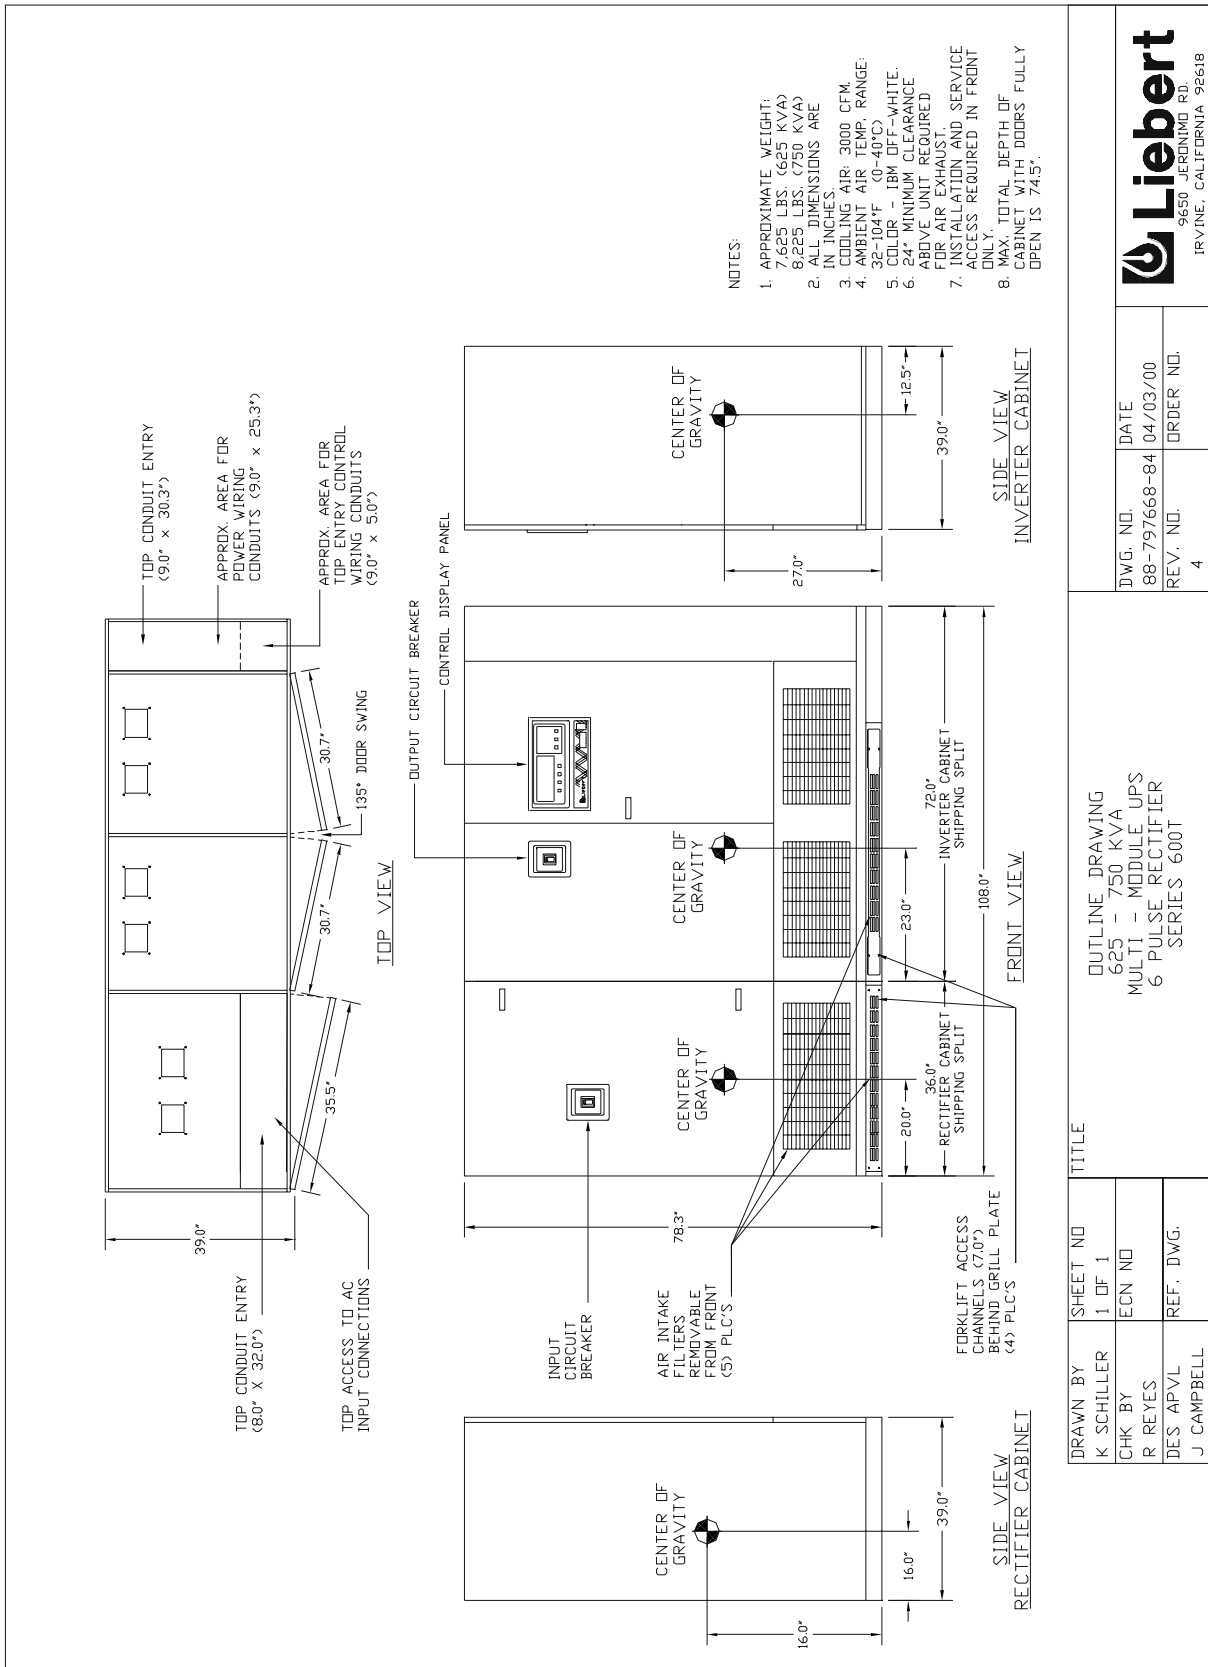 TOP CONDUIT ENTRY
(8.0" X 32.0")
TOP ACCESS TO AC
INPUT CONNECTIONS
39.0"
35.5"
30.7"
30.7"
135° DOOR SWING
TOP VIEW
TOP CONDUIT ENTRY
(9.0" x 30.3")
APPROX. AREA FOR
POWER WIRING
CONDUITS (9.0" x 25.3")
APPROX. AREA FOR
TOP ENTRY CONTROL
WIRING CONDUITS
(9.0" x 5.0")
CENTER OF
GRAVITY
16.0"
16.0"
39.0"
SIDE VIEW
RECTIFIER CABINET
INPUT
CIRCUIT
BREAKER
AIR INTAKE
FILTERS
REMOVABLE
FROM FRONT
(5) PLC'S
FORKLIFT ACCESS
CHANNELS (7.0")
BEHIND GRILL PLATE
(4) PLC'S
78.3"
OUTPUT CIRCUIT BREAKER
CONTROL DISPLAY PANEL
Liebert
CENTER OF
GRAVITY
CENTER OF
GRAVITY
20.0"
23.0"
36.0"
RECTIFIER CABINET
SHIPPING SPLIT
72.0"
INVERTER CABINET
SHIPPING SPLIT
108.0"
FRONT VIEW
CENTER OF
GRAVITY
27.0"
12.5"
39.0"
SIDE VIEW
INVERTER CABINET
NOTES:
1. APPROXIMATE WEIGHT:
7,625 LBS. (625 KVA)
8,225 LBS. (750 KVA)
2. ALL DIMENSIONS ARE
IN INCHES.
3. COOLING AIR: 3000 CFM.
4. AMBIENT AIR TEMP. RANGE:
32-104°F (0-40°C)
5. COLOR - IBM OFF-WHITE.
6. 24" MINIMUM CLEARANCE
ABOVE UNIT REQUIRED
FOR AIR EXHAUST.
7. INSTALLATION AND SERVICE
ACCESS REQUIRED IN FRONT
ONLY.
8. MAX. TOTAL DEPTH OF
CABINET WITH DOORS FULLY
OPEN IS 74.5".
DRAWN BY
K SCHILLER
CHK BY
R REYES
DES APVL
J CAMPBELL
SHEET NO
1 OF 1
ECN NO
REF. DWG.
TITLE
OUTLINE DRAWING
625 - 750 KVA
MULTI - MODULE UPS
6 PULSE RECTIFIER
SERIES 600T
DWG. NO.
88-797668-84
REV. NO.
4
DATE
04/03/00
ORDER NO.
Liebert
9650 JERONIMO RD.
IRVINE, CALIFORNIA 92618